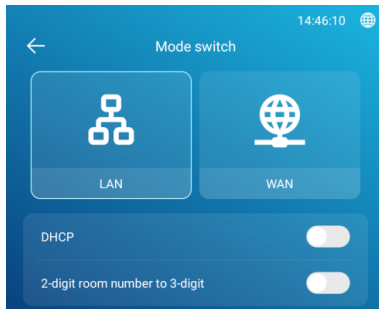 14:46:10
Mode switch
LAN
WAN
DHCP
2-digit room number to 3-digit